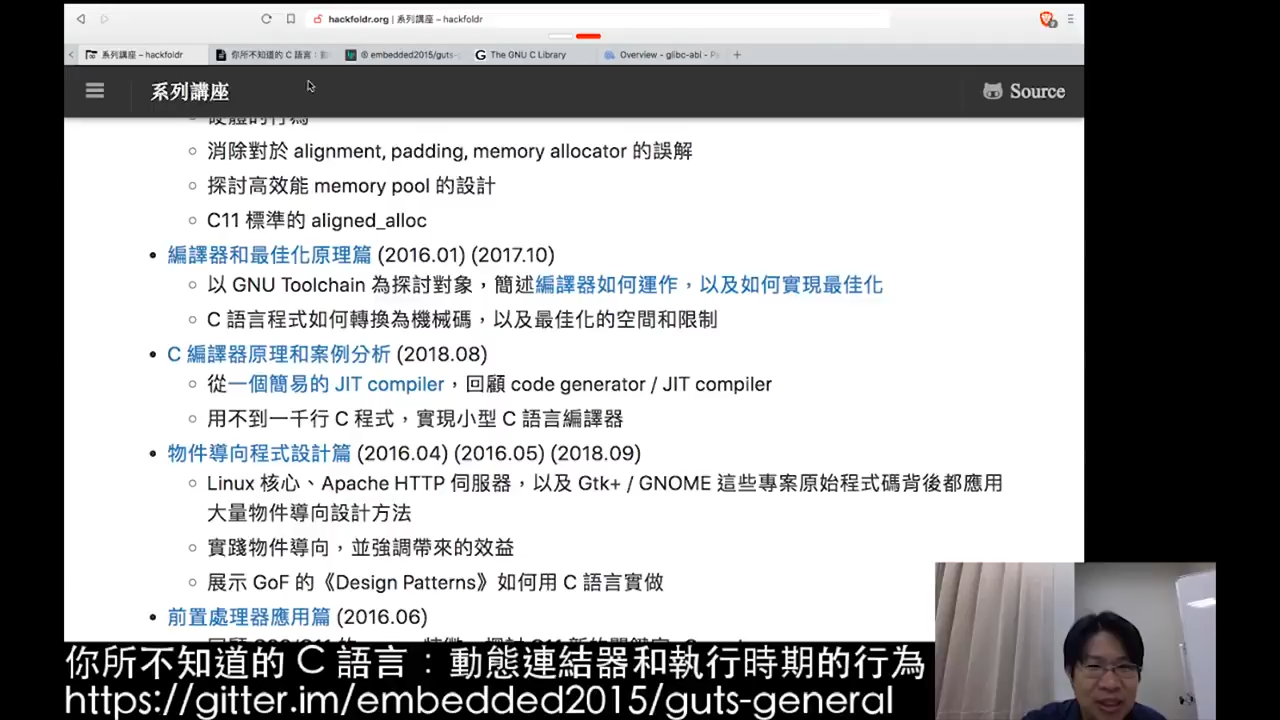 hackfoldr.org | 系列講座 – hackfoldr
系列講座 – hackfoldr
你所不知道的 C 語言：動
@ embedded2015/guts-
The GNU C Library
Overview - glibc-abi - P
系列講座
Source
硬體的行為
消除對於 alignment, padding, memory allocator 的誤解
探討高效能 memory pool 的設計
C11 標準的 aligned_alloc
編譯器和最佳化原理篇 (2016.01) (2017.10)
以 GNU Toolchain 為探討對象，簡述編譯器如何運作，以及如何實現最佳化
C 語言程式如何轉換為機械碼，以及最佳化的空間和限制
C 編譯器原理和案例分析 (2018.08)
從一個簡易的 JIT compiler，回顧 code generator / JIT compiler
用不到一千行 C 程式，實現小型 C 語言編譯器
物件導向程式設計篇 (2016.04) (2016.05) (2018.09)
Linux 核心、Apache HTTP 伺服器，以及 Gtk+ / GNOME 這些專案原始程式碼背後都應用
大量物件導向設計方法
實踐物件導向，並強調帶來的效益
展示 GoF 的《Design Patterns》如何用 C 語言實做
前置處理器應用篇 (2016.06)
你所不知道的 C 語言：動態連結器和執行時期的行為
https://gitter.im/embedded2015/guts-general